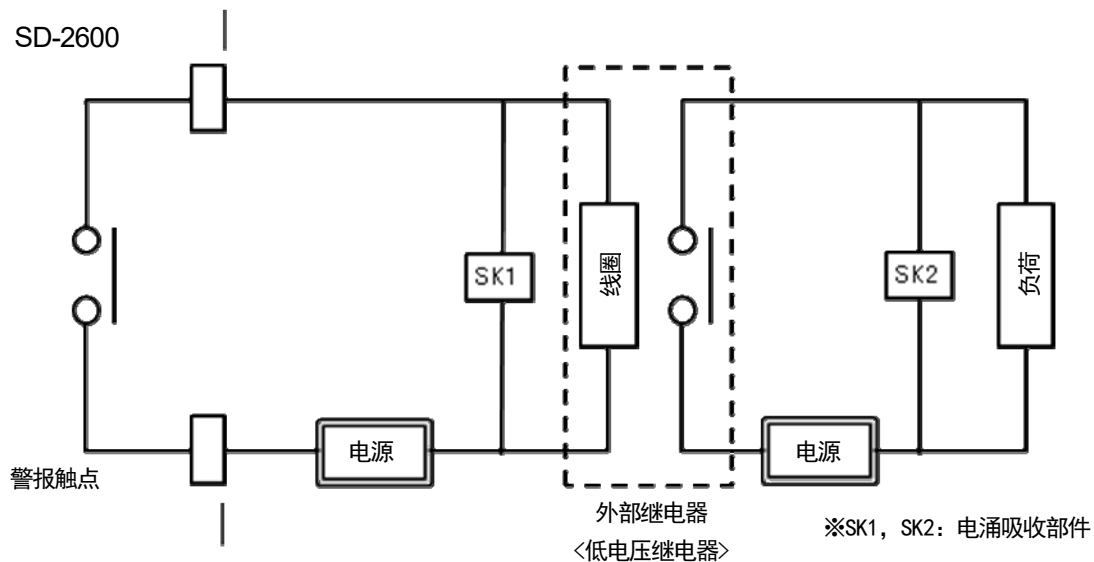 SD-2600
SK1
线圈
SK2
负荷
电源
电源
警报触点
外部继电器
<低电压继电器>
※SK1, SK2: 电涌吸收部件